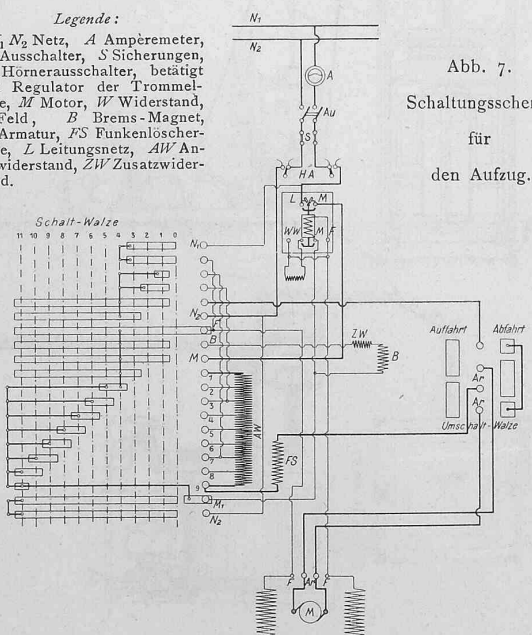 Legende:
N₂ Netz, A Ampèremeter,
Ausschalter, S Sicherungen,
Hörnerausschalter, betätigt
Regulator der Trommel-
M Motor, W Widerstand,
Feld, B Brems-Magnet,
Armatur, FS Funkenlöscher-
L Leitungsnetz, AW An-
widerstand, ZW Zusatzwider-
Abb. 7.
Schaltungssche
für
den Aufzug.
N₁
N₂
A
Au
S
HA
L M
WW M F
Schalt-Walze
11 10 9 8 7 6 5 4 3 2 1 0
N₁
N₂
F
B
M
1
2
3
4
5
6
7
8
9
M₁
N₂
AW
ZW
B
FS
Auffahrt Abfahrt
Ar
Ar
Umschalt-Walze
F Ar F
M